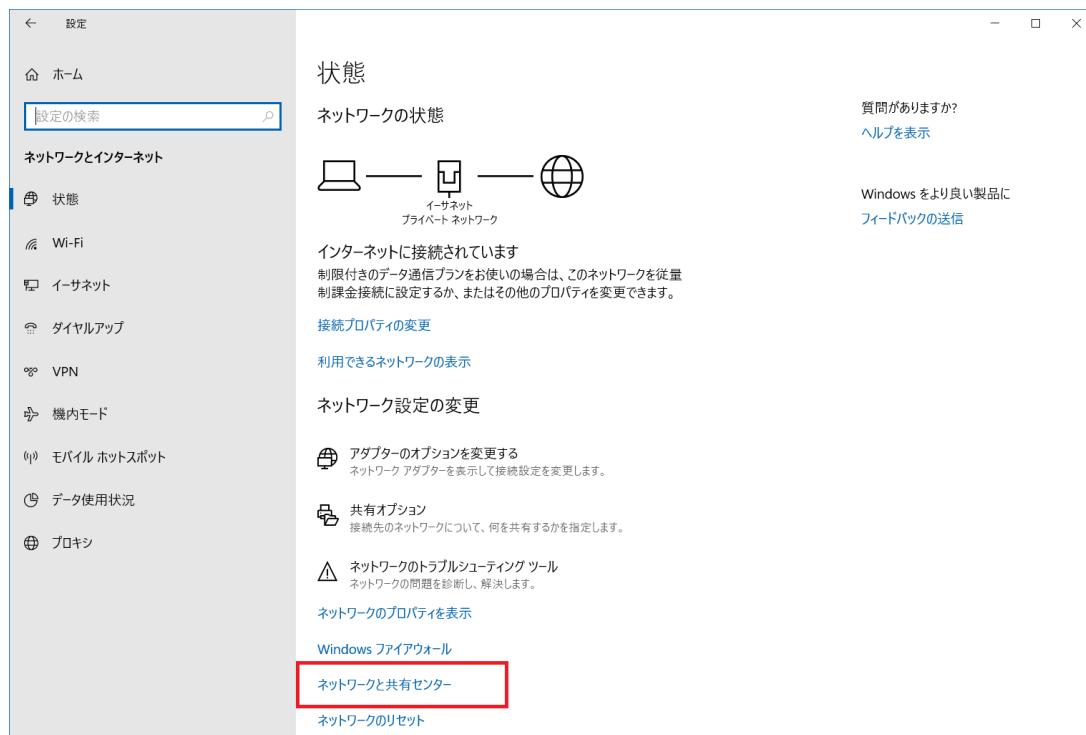 設定
ホーム
設定の検索
ネットワークとインターネット
状態
Wi-Fi
イーサネット
ダイヤルアップ
VPN
機内モード
モバイル ホットスポット
データ使用状況
プロキシ
状態
ネットワークの状態
イーサネット
プライベート ネットワーク
インターネットに接続されています
制限付きのデータ通信プランをお使いの場合は、このネットワークを従量
制課金接続に設定するか、またはその他のプロパティを変更できます。
接続プロパティの変更
利用できるネットワークの表示
ネットワーク設定の変更
アダプターのオプションを変更する
ネットワーク アダプターを表示して接続設定を変更します。
共有オプション
接続先のネットワークについて、何を共有するかを指定します。
ネットワークのトラブルシューティング ツール
ネットワークの問題を診断し、解決します。
ネットワークのプロパティを表示
Windows ファイアウォール
ネットワークと共有センター
ネットワークのリセット
質問がありますか?
ヘルプを表示
Windows をより良い製品に
フィードバックの送信